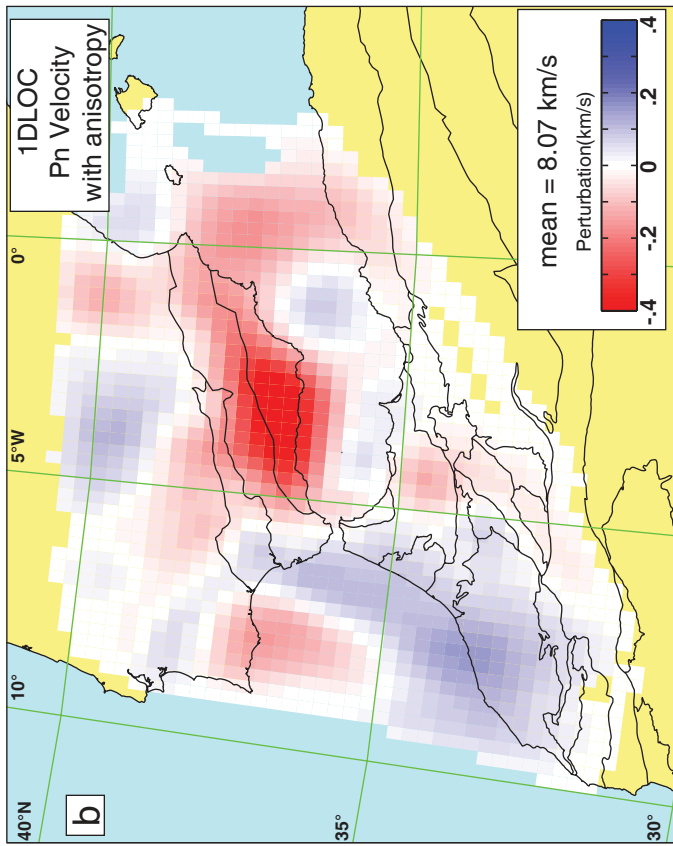 b
1DLOC
Pn Velocity
with anisotropy
40°N
35°
30°
10°
5°W
0°
mean = 8.07 km/s
Perturbation(km/s)
-.4 -.2 0 .2 .4